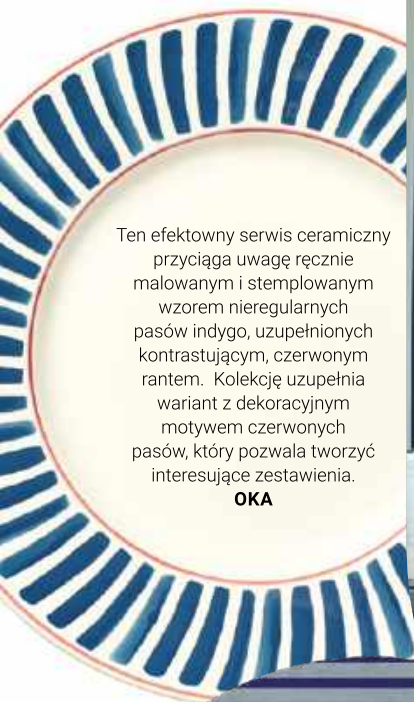 Ten efektowny serwis ceramiczny
przyciąga uwagę ręcznie
malowanym i stemplowanym
wzorem nieregularnych
pasów indygo, uzupełnionych
kontrastującym, czerwonym
rantem. Kolekcję uzupełnia
wariant z dekoracyjnym
motywem czerwonych
pasów, który pozwala tworzyć
interesujące zestawienia.
OKA